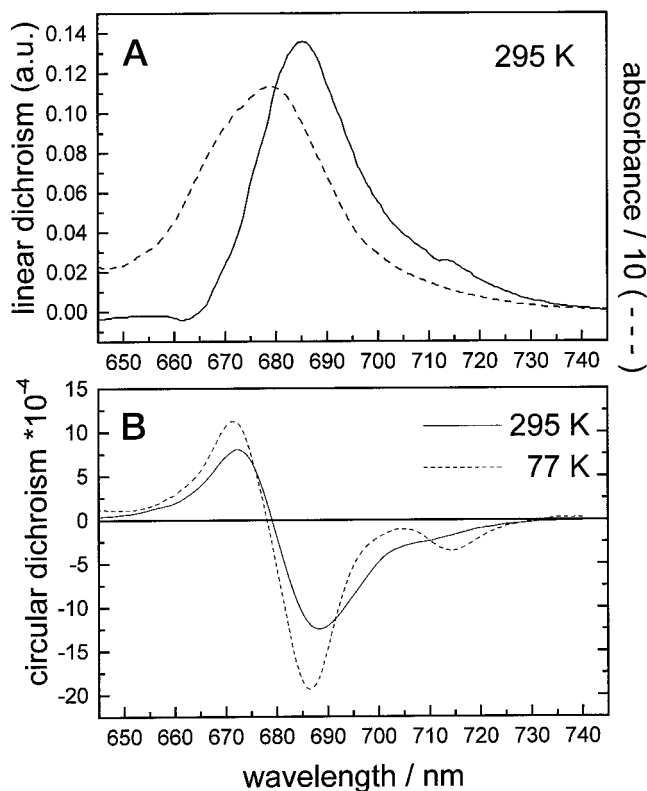 A
295 K
linear dichroism (a.u.)
0.14
0.12
0.10
0.08
0.06
0.04
0.02
0.00
absorbance / 10 ( - - - )
650 660 670 680 690 700 710 720 730 740
B
295 K
77 K
circular dichroism *10-4
15
10
5
0
-5
-10
-15
-20
650 660 670 680 690 700 710 720 730 740
wavelength / nm